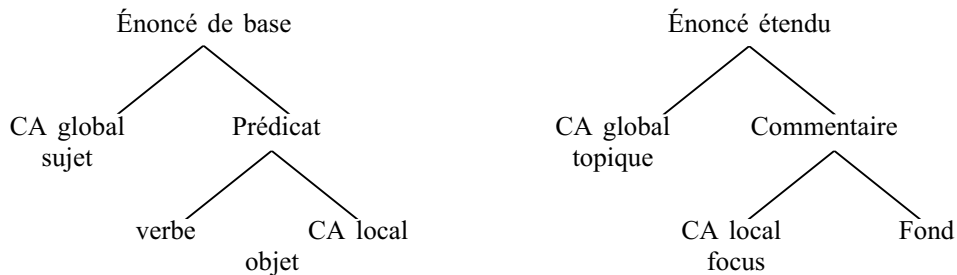 Énoncé de base
Énoncé étendu
CA global
Prédicat
CA global
Commentaire
sujet
topique
verbe
CA local
CA local
Fond
objet
focus